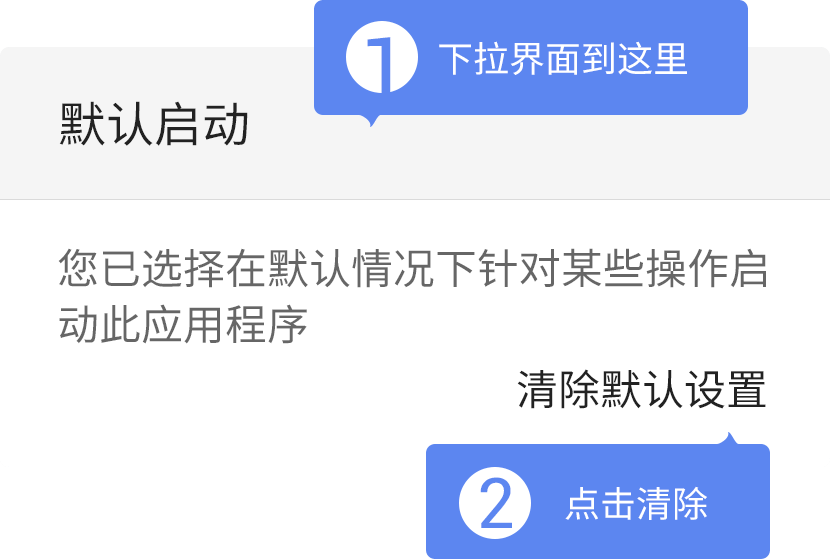 1 下拉界面到这里
默认启动
您已选择在默认情况下针对某些操作启
动此应用程序
清除默认设置
2 点击清除